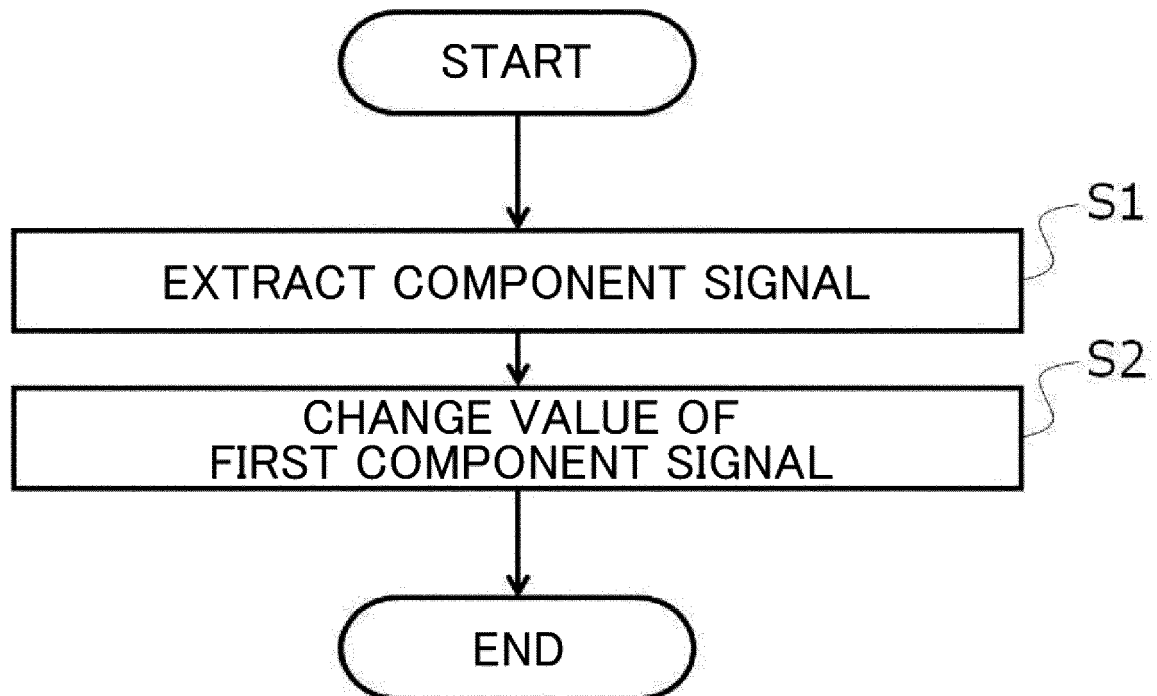 START
S1
EXTRACT COMPONENT SIGNAL
S2
CHANGE VALUE OF
FIRST COMPONENT SIGNAL
END